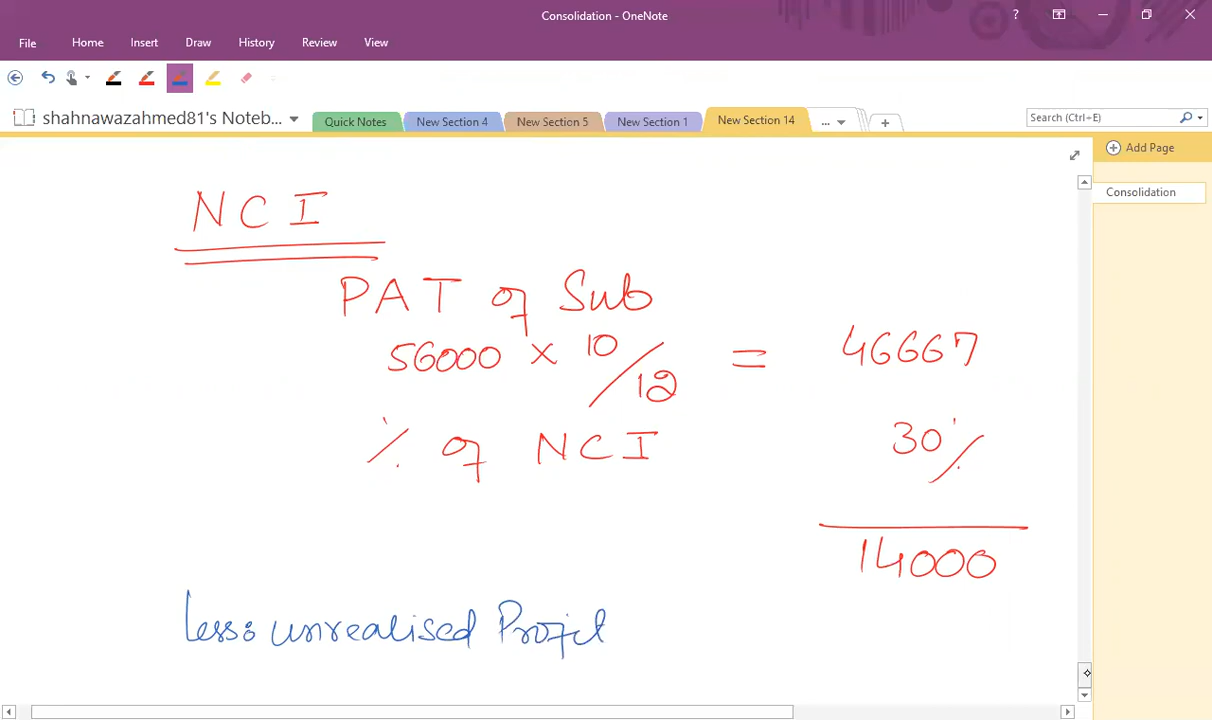 Consolidation - OneNote
?
File Home Insert Draw History Review View
shahnawazahmed81's Noteb... Quick Notes New Section 4 New Section 5 New Section 1 New Section 14 ... + Search (Ctrl+E)
Add Page
Consolidation
NCI
PAT of Sub
56000 × 10/12 = 46667
% of NCI 30%
14000
Less: unrealised Profit